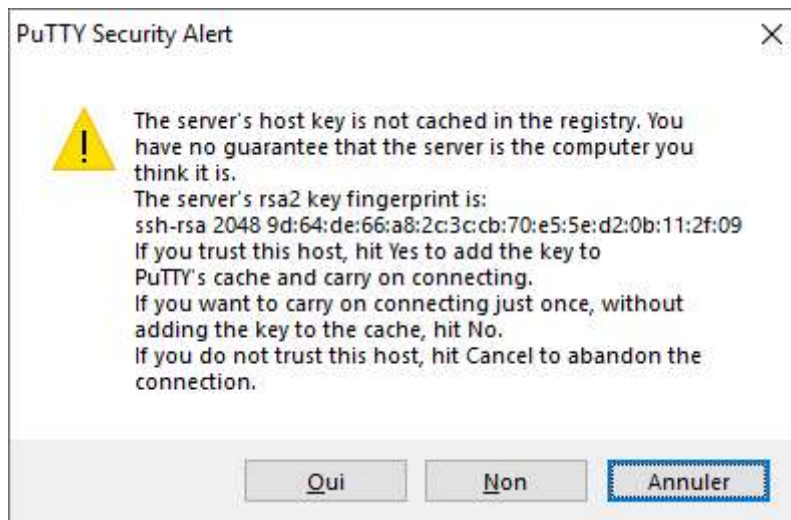 PuTTY Security Alert
The server's host key is not cached in the registry. You
have no guarantee that the server is the computer you
think it is.
The server's rsa2 key fingerprint is:
ssh-rsa 2048 9d:64:de:66:a8:2c:3c:cb:70:e5:5e:d2:0b:11:2f:09
If you trust this host, hit Yes to add the key to
PuTTY's cache and carry on connecting.
If you want to carry on connecting just once, without
adding the key to the cache, hit No.
If you do not trust this host, hit Cancel to abandon the
connection.
Oui Non Annuler